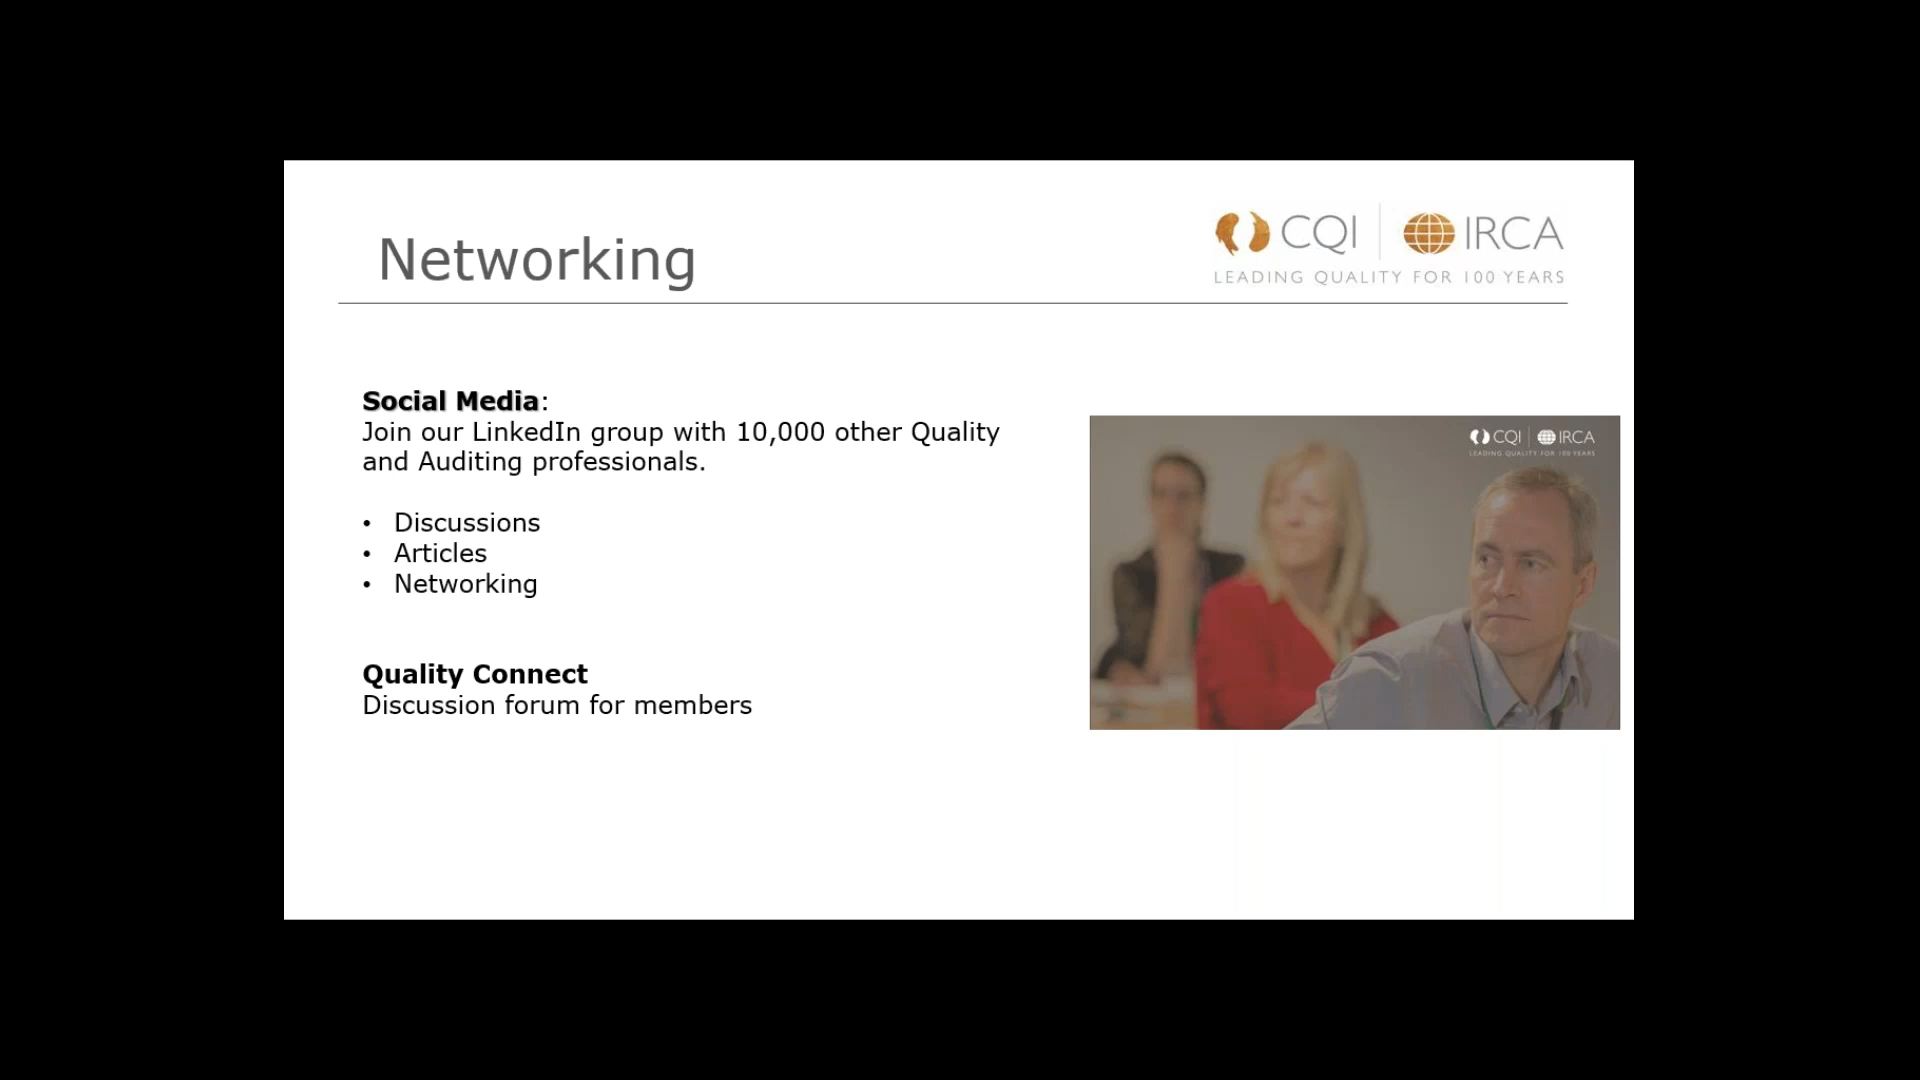 Networking
CQI IRCA
LEADING QUALITY FOR 100 YEARS
Social Media:
Join our LinkedIn group with 10,000 other Quality
and Auditing professionals.
• Discussions
• Articles
• Networking
Quality Connect
Discussion forum for members
CQI IRCA
LEADING QUALITY FOR 100 YEARS